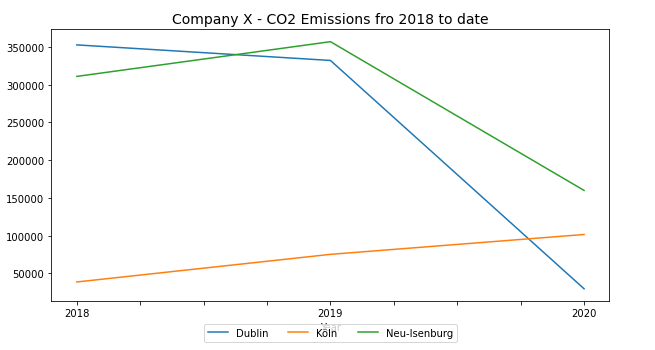 Company X - CO2 Emissions fro 2018 to date
350000
300000
250000
200000
150000
100000
50000
2018 2019 2020
Year
Dublin Köln Neu-Isenburg